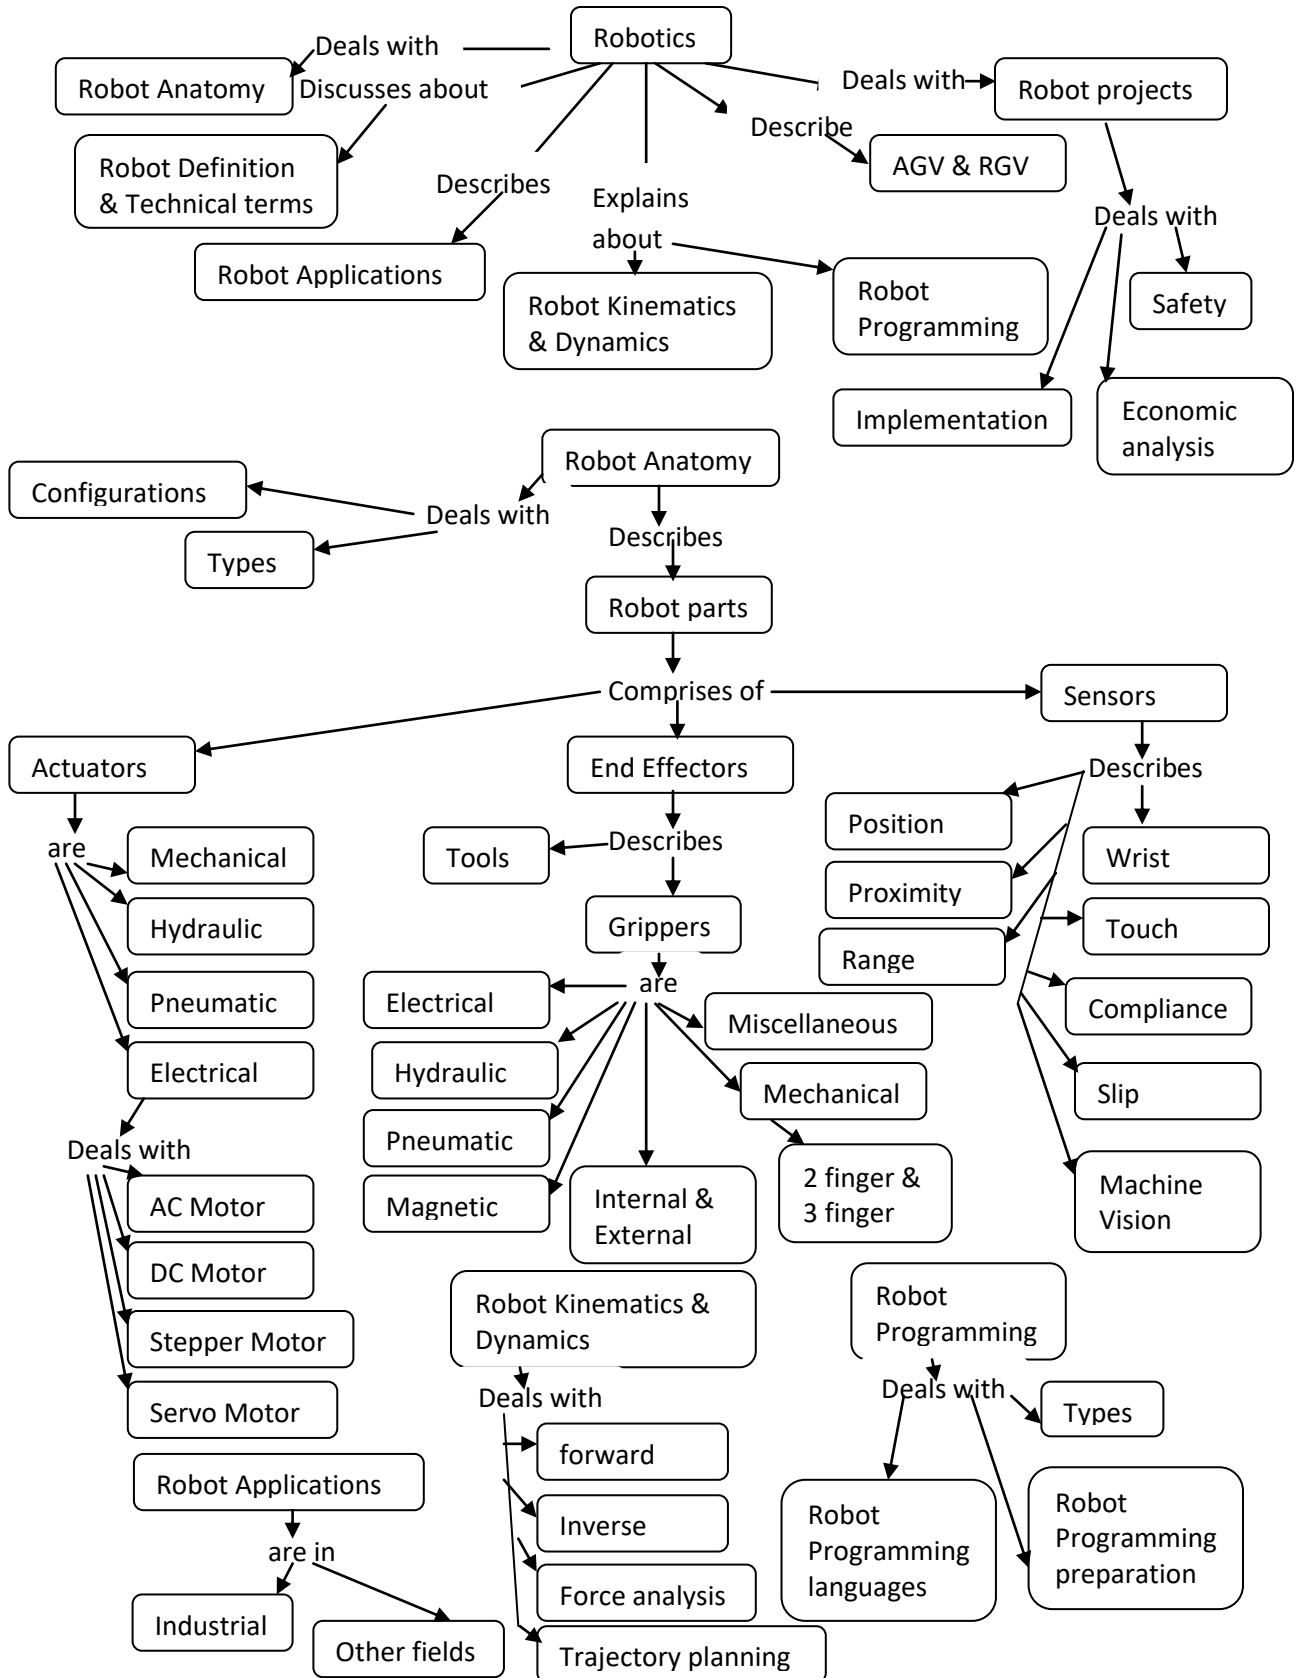 Robotics
Deals with
Robot Anatomy
Discusses about
Deals with
Robot projects
Describe
Robot Definition
& Technical terms
AGV & RGV
Describes
Explains
about
Deals with
Robot Applications
Robot Kinematics
& Dynamics
Robot
Programming
Safety
Implementation
Economic
analysis
Robot Anatomy
Configurations
Deals with
Types
Describes
Robot parts
Comprises of
Sensors
Actuators
End Effectors
Describes
are
Mechanical
Hydraulic
Pneumatic
Electrical
Deals with
AC Motor
DC Motor
Stepper Motor
Servo Motor
Tools
Describes
Grippers
are
Electrical
Hydraulic
Pneumatic
Magnetic
Internal &
External
Miscellaneous
Mechanical
2 finger &
3 finger
Position
Proximity
Range
Wrist
Touch
Compliance
Slip
Machine
Vision
Robot Kinematics &
Dynamics
Deals with
forward
Inverse
Force analysis
Trajectory planning
Robot
Programming
Deals with
Types
Robot
Programming
languages
Robot
Programming
preparation
Robot Applications
are in
Industrial
Other fields